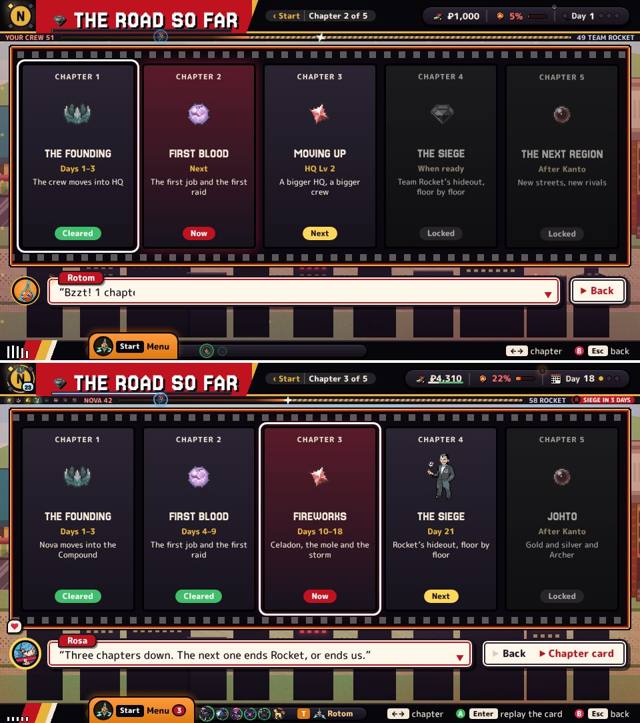 N
THE ROAD SO FAR
‹ Start | Chapter 2 of 5
₽1,000
5%
Day 1
YOUR CREW 51
49 TEAM ROCKET
CHAPTER 1
THE FOUNDING
Days 1–3
The crew moves into HQ
Cleared
CHAPTER 2
FIRST BLOOD
Next
The first job and the first
raid
Now
CHAPTER 3
MOVING UP
HQ Lv 2
A bigger HQ, a bigger
crew
Next
CHAPTER 4
THE SIEGE
When ready
Team Rocket's hideout,
floor by floor
Locked
CHAPTER 5
THE NEXT REGION
After Kanto
New streets, new rivals
Locked
Rotom
“Bzzt! 1 chapt
Back
Start Menu
chapter
B Esc back
N
THE ROAD SO FAR
‹ Start | Chapter 3 of 5
₽4,310
22%
Day 18
NOVA 42
58 ROCKET
SIEGE IN 3 DAYS
CHAPTER 1
THE FOUNDING
Days 1–3
Nova moves into the
Compound
Cleared
CHAPTER 2
FIRST BLOOD
Days 4–9
The first job and the first
raid
Cleared
CHAPTER 3
FIREWORKS
Days 10–18
Celadon, the mole and the
storm
Now
CHAPTER 4
THE SIEGE
Day 21
Rocket's hideout, floor by
floor
Next
CHAPTER 5
JOHTO
After Kanto
Gold and silver and
Archer
Locked
Rosa
“Three chapters down. The next one ends Rocket, or ends us.”
Back
Chapter card
Start Menu 3
T Rotom
chapter
A Enter replay the card
B Esc back